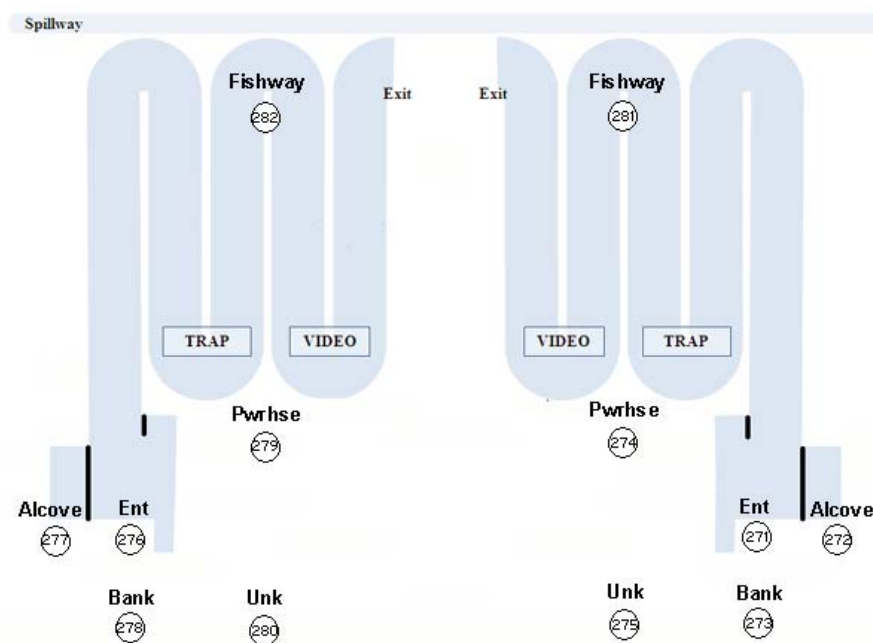 Spillway
Fishway
282
Exit
Exit
Fishway
281
TRAP
VIDEO
VIDEO
TRAP
Pwrhse
279
Pwrhse
274
Alcove
277
Ent
276
Ent
271
Alcove
272
Bank
278
Unk
280
Unk
275
Bank
273